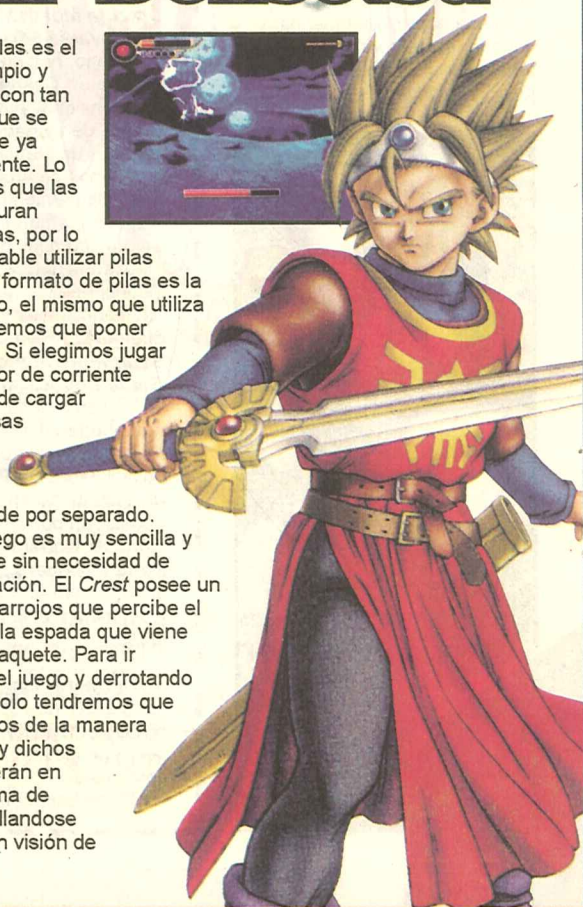 las es el
pio y
con tan
ue se
e ya
ente. Lo
s que las
uran
as, por lo
able utilizar pilas
formato de pilas es la
o, el mismo que utiliza
emos que poner
Si elegimos jugar
or de corriente
de cargar
sas
de por separado.
ego es muy sencilla y
e sin necesidad de
ación. El Crest posee un
arrojos que percibe el
la espada que viene
aquete. Para ir
el juego y derrotando
olo tendremos que
os de la manera
y dichos
erán en
ma de
llandose
n visión de